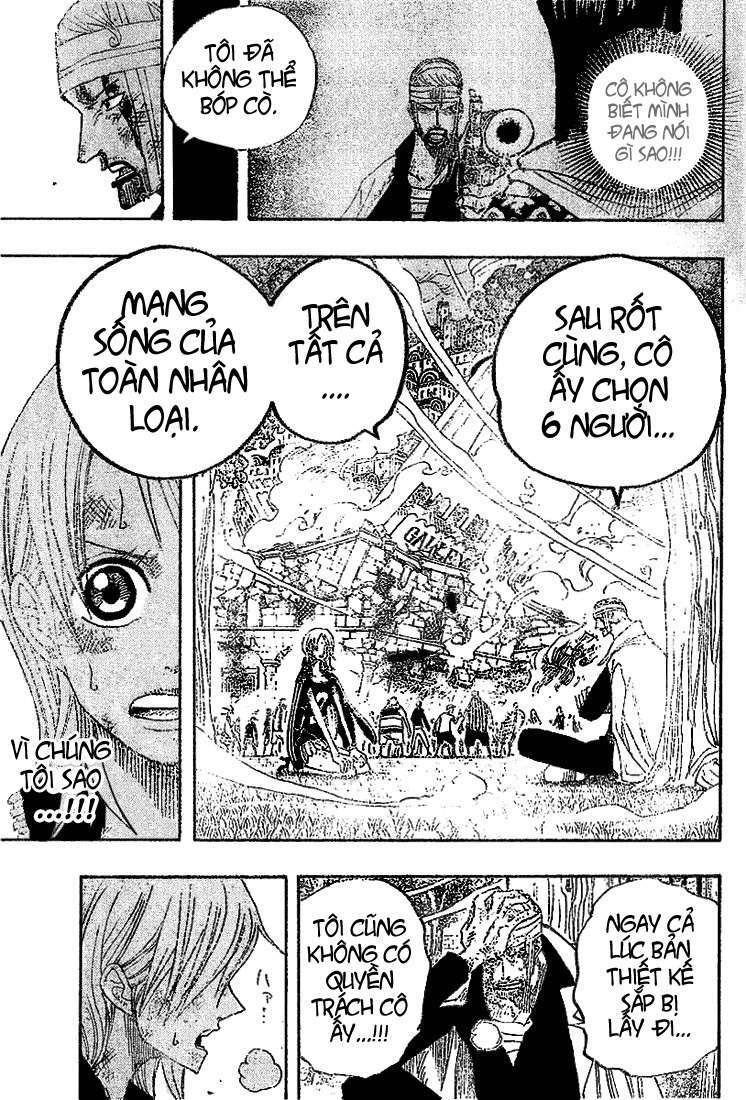 CÔ KHÔNG
BIẾT MÌNH
ĐANG NÓI
GÌ SAO!!!
TÔI ĐÃ
KHÔNG THỂ
BÓP CÒ.
SAU RỐT
CÙNG, CÔ
ẤY CHỌN
6 NGƯỜI...
TRÊN
TẤT CẢ
....
MẠNG
SỐNG CỦA
TOÀN NHÂN
LOẠI.
GALLEY
VÌ CHÚNG
TÔI SAO
....!!!
NGAY CẢ
LÚC BẢN
THIẾT KẾ
SẮP BỊ
LẤY ĐI...
TÔI CŨNG
KHÔNG CÓ
QUYỀN
TRÁCH CÔ
ẤY...!!!